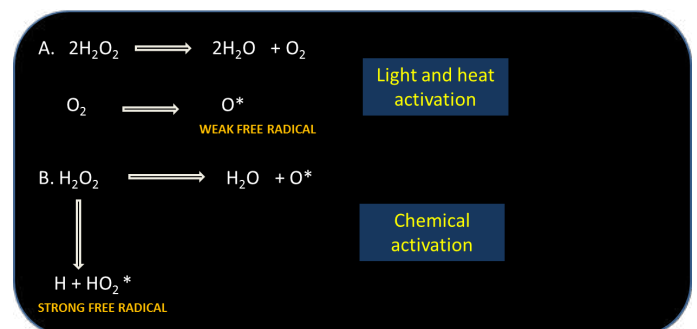 A. 2H₂O₂ 2H₂O + O₂
Light and heat
activation
O₂ O*
WEAK FREE RADICAL
B. H₂O₂ H₂O + O*
Chemical
activation
H + HO₂ *
STRONG FREE RADICAL